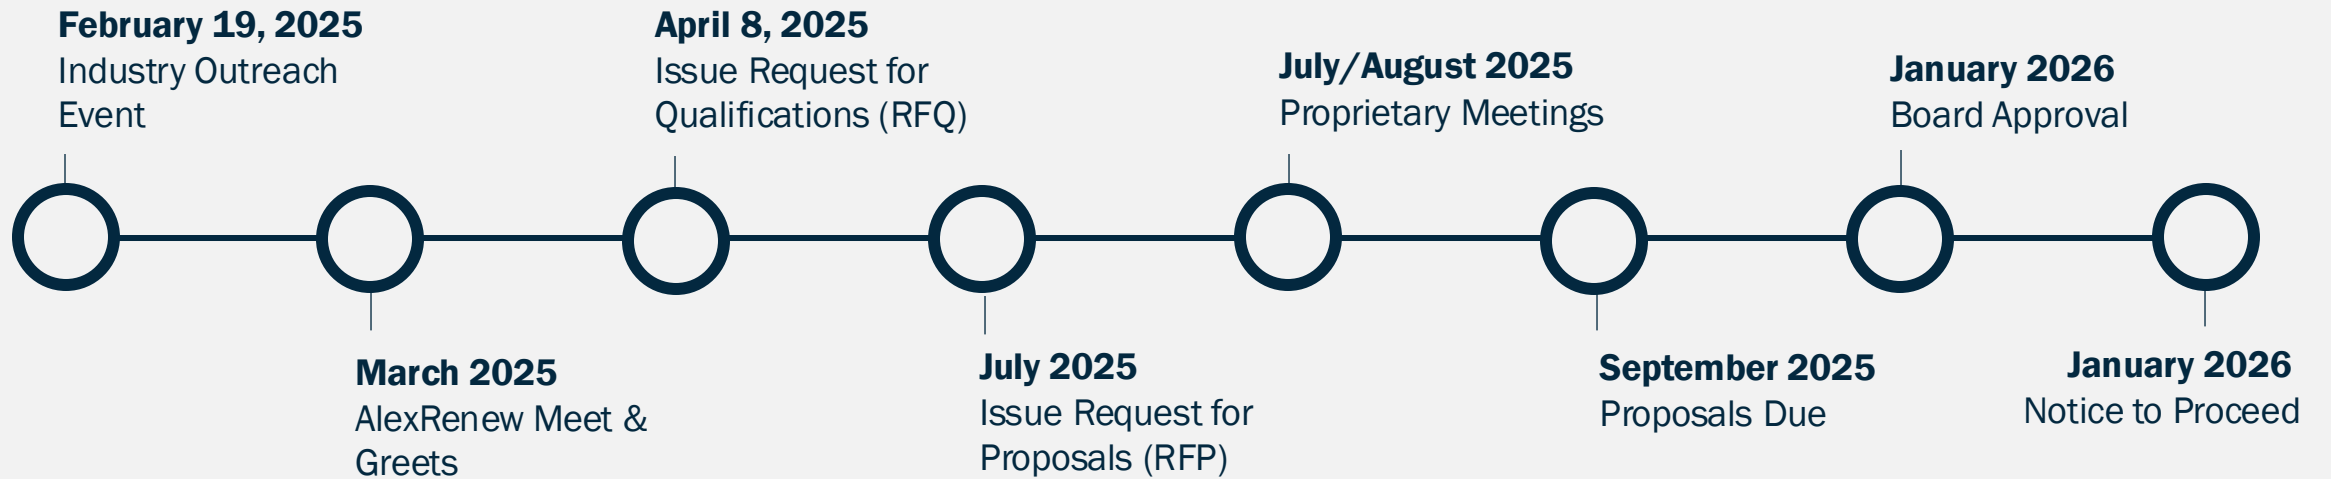 February 19, 2025
Industry Outreach
Event
March 2025
AlexRenew Meet &
Greets
April 8, 2025
Issue Request for
Qualifications (RFQ)
July 2025
Issue Request for
Proposals (RFP)
July/August 2025
Proprietary Meetings
September 2025
Proposals Due
January 2026
Board Approval
January 2026
Notice to Proceed